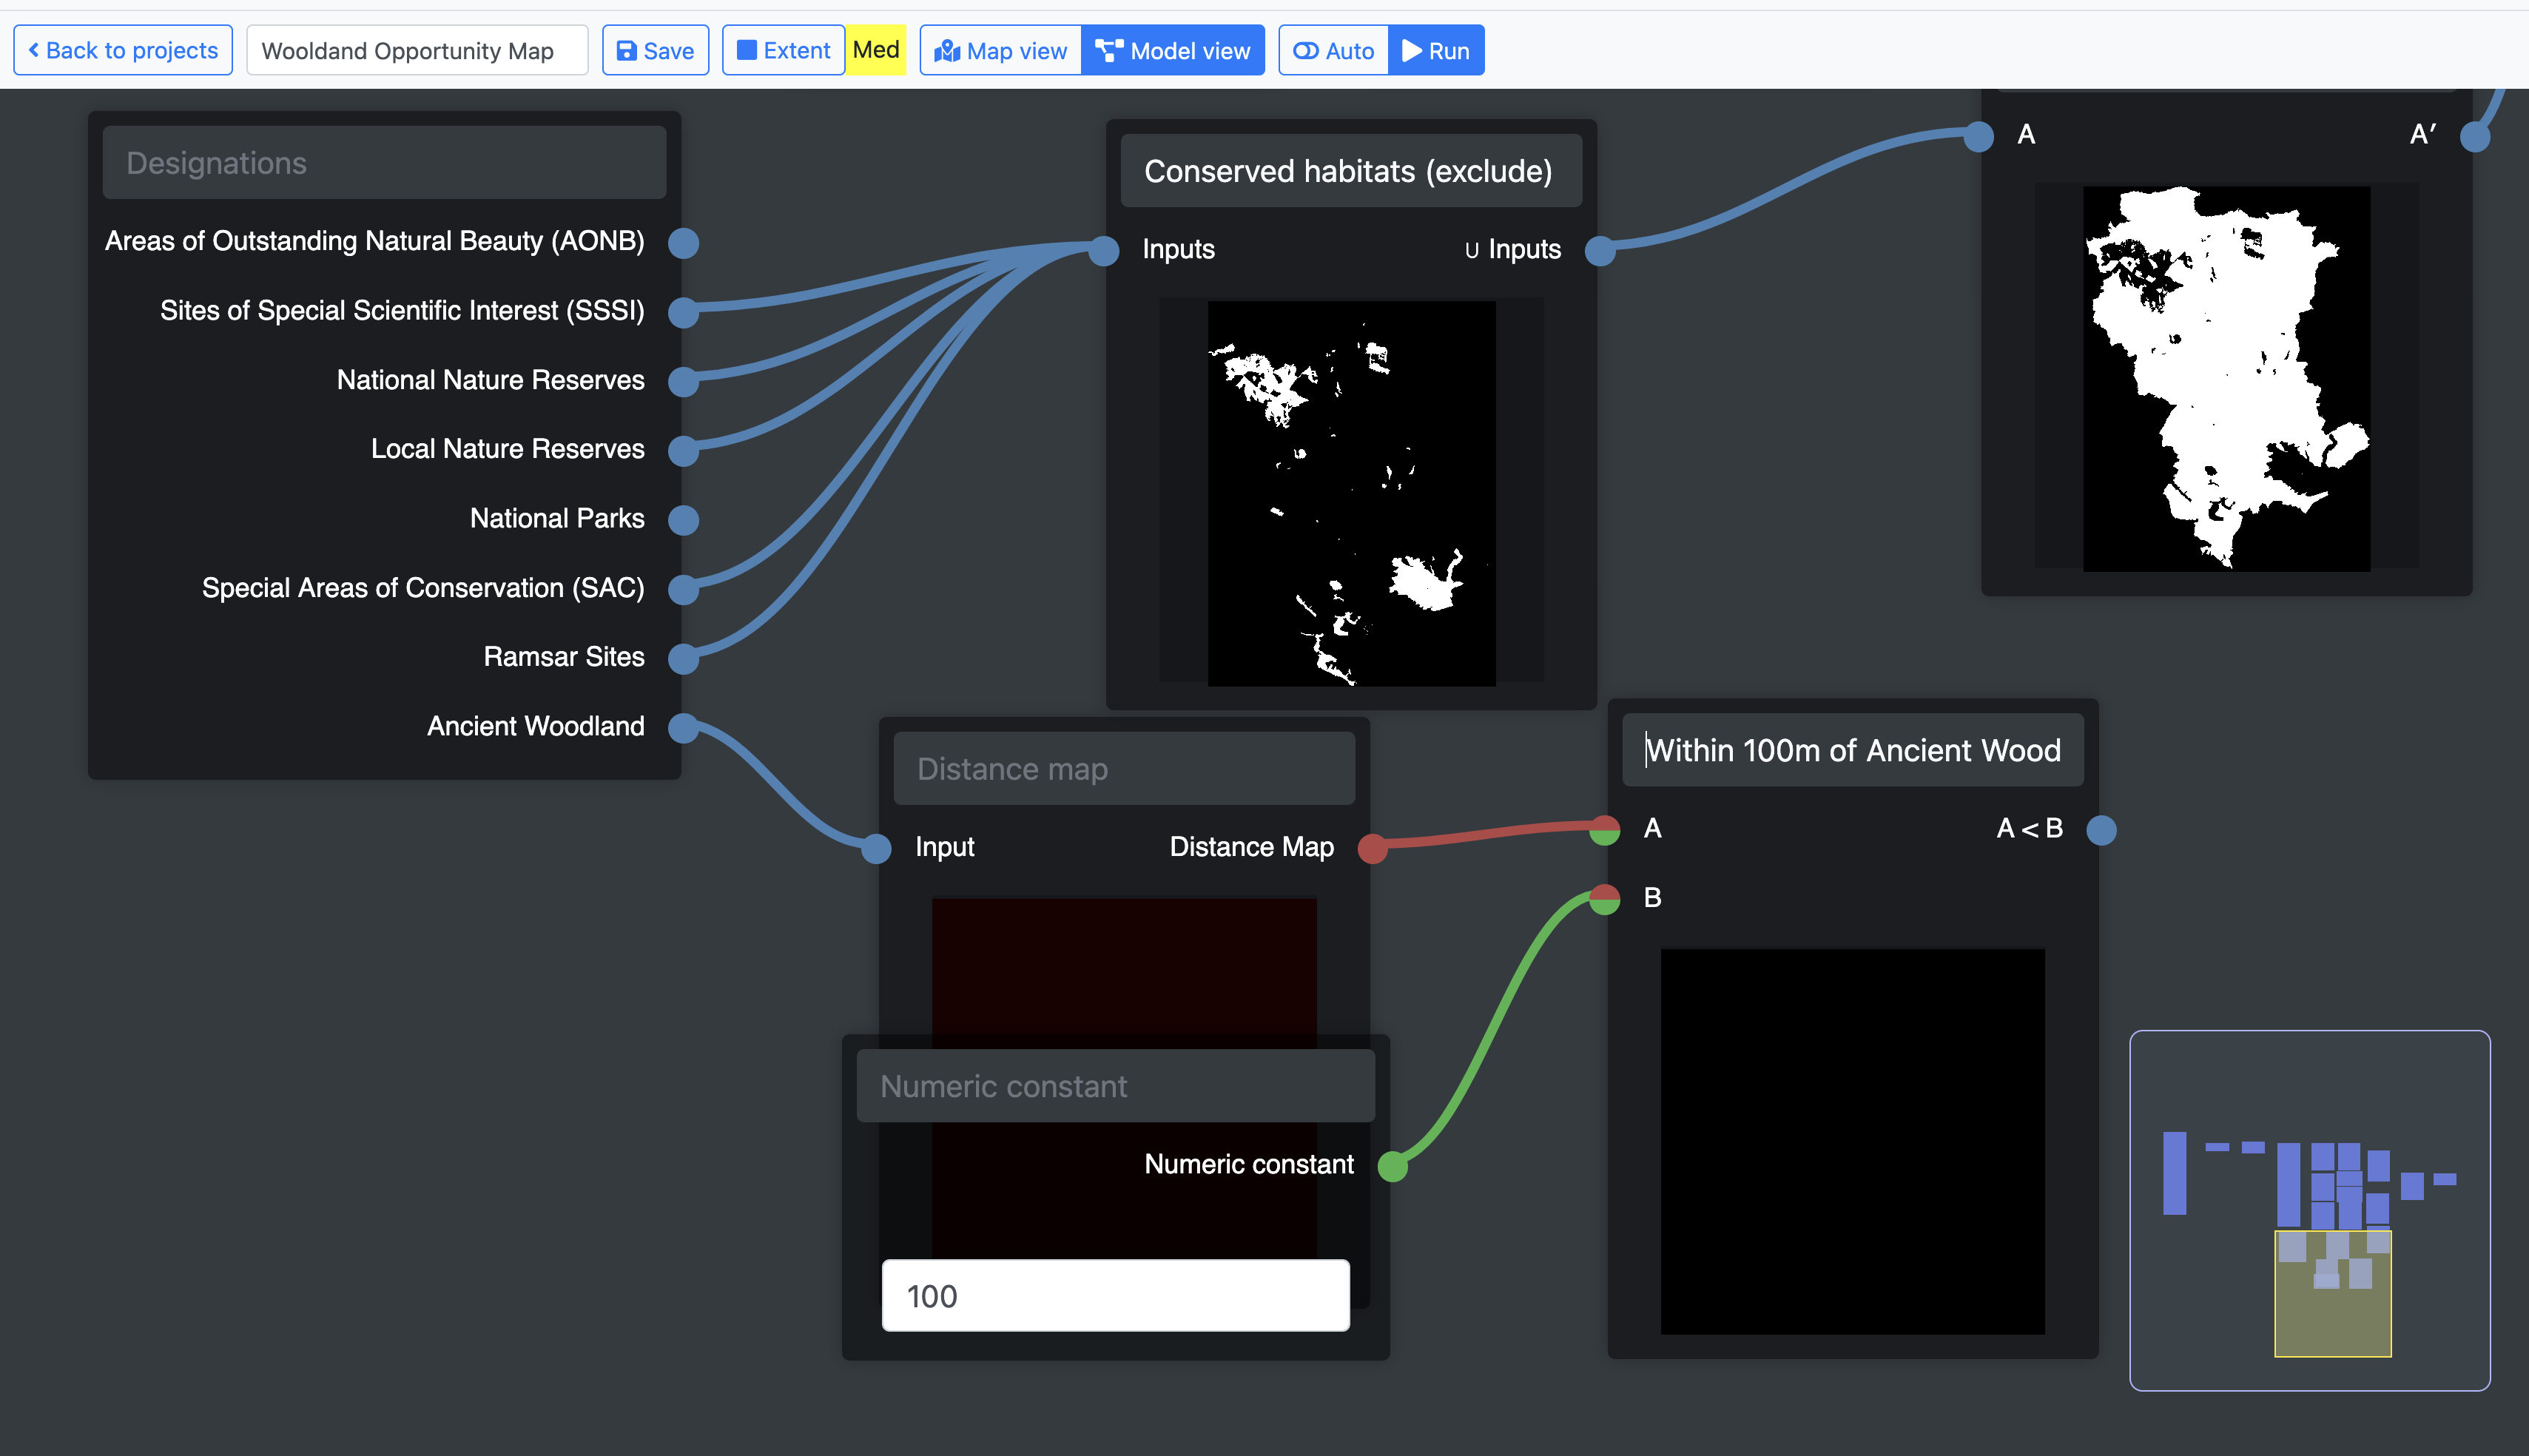 Back to projects
Wooldand Opportunity Map
Save
Extent
Med
Map view
Model view
Auto
Run
Designations
Areas of Outstanding Natural Beauty (AONB)
Sites of Special Scientific Interest (SSSI)
National Nature Reserves
Local Nature Reserves
National Parks
Special Areas of Conservation (SAC)
Ramsar Sites
Ancient Woodland
Conserved habitats (exclude)
Inputs
∪ Inputs
A
A′
Distance map
Input
Distance Map
Numeric constant
Numeric constant
100
Within 100m of Ancient Wood
A
A < B
B